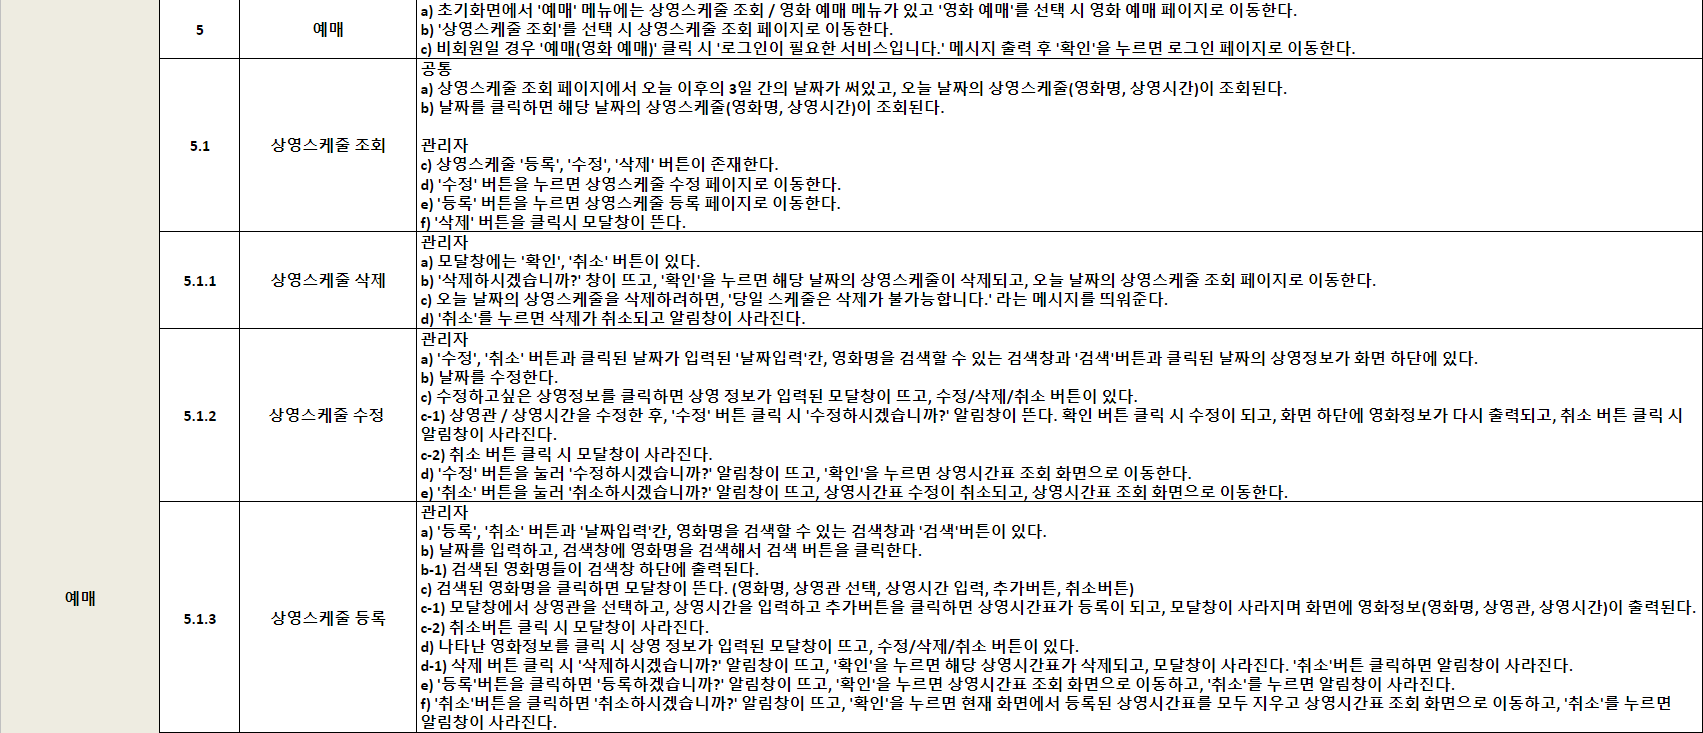 예매
5
예매
a) 초기화면에서 '예매' 메뉴에는 상영스케줄 조회 / 영화 예매 메뉴가 있고 '영화 예매'를 선택 시 영화 예매 페이지로 이동한다.
b) '상영스케줄 조회'를 선택 시 상영스케줄 조회 페이지로 이동한다.
c) 비회원일 경우 '예매(영화 예매)' 클릭 시 '로그인이 필요한 서비스입니다.' 메시지 출력 후 '확인'을 누르면 로그인 페이지로 이동한다.
5.1
상영스케줄 조회
공통
a) 상영스케줄 조회 페이지에서 오늘 이후의 3일 간의 날짜가 써있고, 오늘 날짜의 상영스케줄(영화명, 상영시간)이 조회된다.
b) 날짜를 클릭하면 해당 날짜의 상영스케줄(영화명, 상영시간)이 조회된다.
관리자
c) 상영스케줄 '등록', '수정', '삭제' 버튼이 존재한다.
d) '수정' 버튼을 누르면 상영스케줄 수정 페이지로 이동한다.
e) '등록' 버튼을 누르면 상영스케줄 등록 페이지로 이동한다.
f) '삭제' 버튼을 클릭시 모달창이 뜬다.
5.1.1
상영스케줄 삭제
관리자
a) 모달창에는 '확인', '취소' 버튼이 있다.
b) '삭제하시겠습니까?' 창이 뜨고, '확인'을 누르면 해당 날짜의 상영스케줄이 삭제되고, 오늘 날짜의 상영스케줄 조회 페이지로 이동한다.
c) 오늘 날짜의 상영스케줄을 삭제하려하면, '당일 스케줄은 삭제가 불가능합니다.' 라는 메시지를 띄워준다.
d) '취소'를 누르면 삭제가 취소되고 알림창이 사라진다.
5.1.2
상영스케줄 수정
관리자
a) '수정', '취소' 버튼과 클릭된 날짜가 입력된 '날짜입력'칸, 영화명을 검색할 수 있는 검색창과 '검색'버튼과 클릭된 날짜의 상영정보가 화면 하단에 있다.
b) 날짜를 수정한다.
c) 수정하고싶은 상영정보를 클릭하면 상영 정보가 입력된 모달창이 뜨고, 수정/삭제/취소 버튼이 있다.
c-1) 상영관 / 상영시간을 수정한 후, '수정' 버튼 클릭 시 '수정하시겠습니까?' 알림창이 뜬다. 확인 버튼 클릭 시 수정이 되고, 화면 하단에 영화정보가 다시 출력되고, 취소 버튼 클릭 시
알림창이 사라진다.
c-2) 취소 버튼 클릭 시 모달창이 사라진다.
d) '수정' 버튼을 눌러 '수정하시겠습니까?' 알림창이 뜨고, '확인'을 누르면 상영시간표 조회 화면으로 이동한다.
e) '취소' 버튼을 눌러 '취소하시겠습니까?' 알림창이 뜨고, 상영시간표 수정이 취소되고, 상영시간표 조회 화면으로 이동한다.
5.1.3
상영스케줄 등록
관리자
a) '등록', '취소' 버튼과 '날짜입력'칸, 영화명을 검색할 수 있는 검색창과 '검색'버튼이 있다.
b) 날짜를 입력하고, 검색창에 영화명을 검색해서 검색 버튼을 클릭한다.
b-1) 검색된 영화명들이 검색창 하단에 출력된다.
c) 검색된 영화명을 클릭하면 모달창이 뜬다. (영화명, 상영관 선택, 상영시간 입력, 추가버튼, 취소버튼)
c-1) 모달창에서 상영관을 선택하고, 상영시간을 입력하고 추가버튼을 클릭하면 상영시간표가 등록이 되고, 모달창이 사라지며 화면에 영화정보(영화명, 상영관, 상영시간)이 출력된다.
c-2) 취소버튼 클릭 시 모달창이 사라진다.
d) 나타난 영화정보를 클릭 시 상영 정보가 입력된 모달창이 뜨고, 수정/삭제/취소 버튼이 있다.
d-1) 삭제 버튼 클릭 시 '삭제하시겠습니까?' 알림창이 뜨고, '확인'을 누르면 해당 상영시간표가 삭제되고, 모달창이 사라진다. '취소'버튼 클릭하면 알림창이 사라진다.
e) '등록'버튼을 클릭하면 '등록하겠습니까?' 알림창이 뜨고, '확인'을 누르면 상영시간표 조회 화면으로 이동하고, '취소'를 누르면 알림창이 사라진다.
f) '취소'버튼을 클릭하면 '취소하시겠습니까?' 알림창이 뜨고, '확인'을 누르면 현재 화면에서 등록된 상영시간표를 모두 지우고 상영시간표 조회 화면으로 이동하고, '취소'를 누르면
알림창이 사라진다.